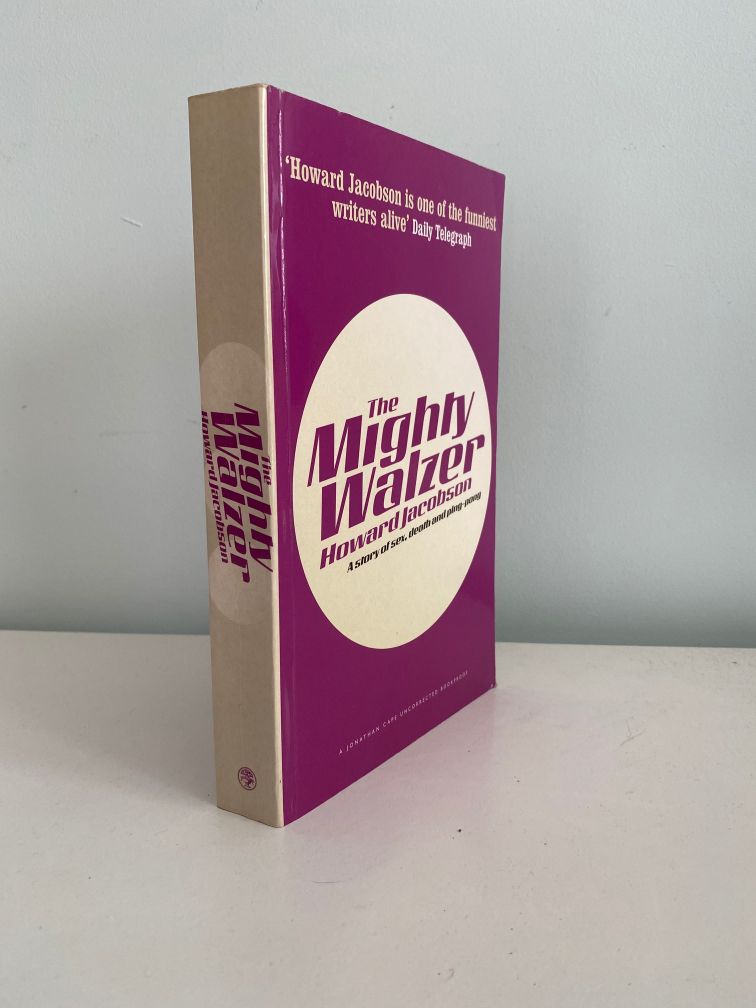 'Howard Jacobson is one of the funniest
writers alive' Daily Telegraph
The
Mighty
Walzer
Howard Jacobson
A story of sex, death and ping-pong
A JONATHAN CAPE UNCORRECTED BOOKPROOF
The
Mighty
Walzer
Howard Jacobson